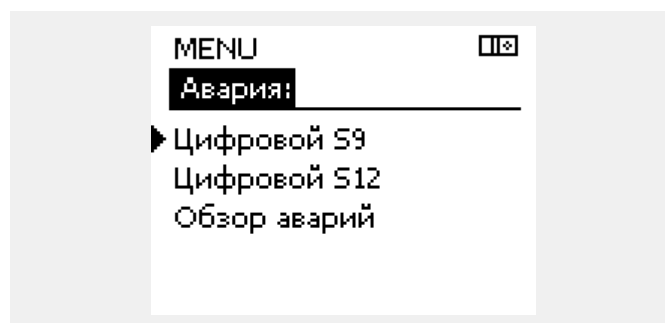 MENU
Авария:
Цифровой S9
Цифровой S12
Обзор аварий